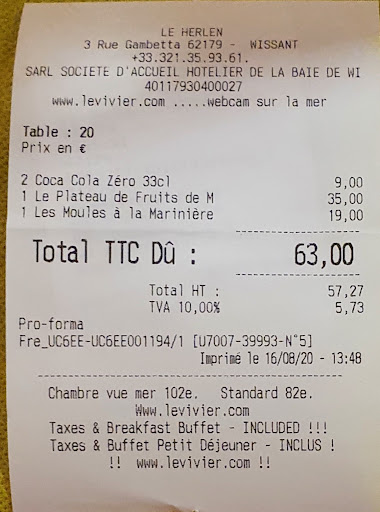 LE HERLEN
3 Rue Gambetta 62179 - WISSANT
+33.321.35.93.61.
SARL SOCIETE D'ACCUEIL HOTELIER DE LA BAIE DE WI
40117930400027
www.levivier.com .....webcam sur la mer
Table : 20
Prix en €
2 Coca Cola Zéro 33cl 9,00
1 Le Plateau de Fruits de M 35,00
1 Les Moules à la Marinière 19,00
Total TTC Dû : 63,00
Total HT : 57,27
TVA 10,00% 5,73
Pro-forma
Fre_UC6EE-UC6EE001194/1 [U7007-39993-N°5]
Imprimé le 16/08/20 - 13:48
Chambre vue mer 102e. Standard 82e.
Www.levivier.com
Taxes & Breakfast Buffet - INCLUDED !!!
Taxes & Buffet Petit Déjeuner - INCLUS !
!! www.levivier.com !!